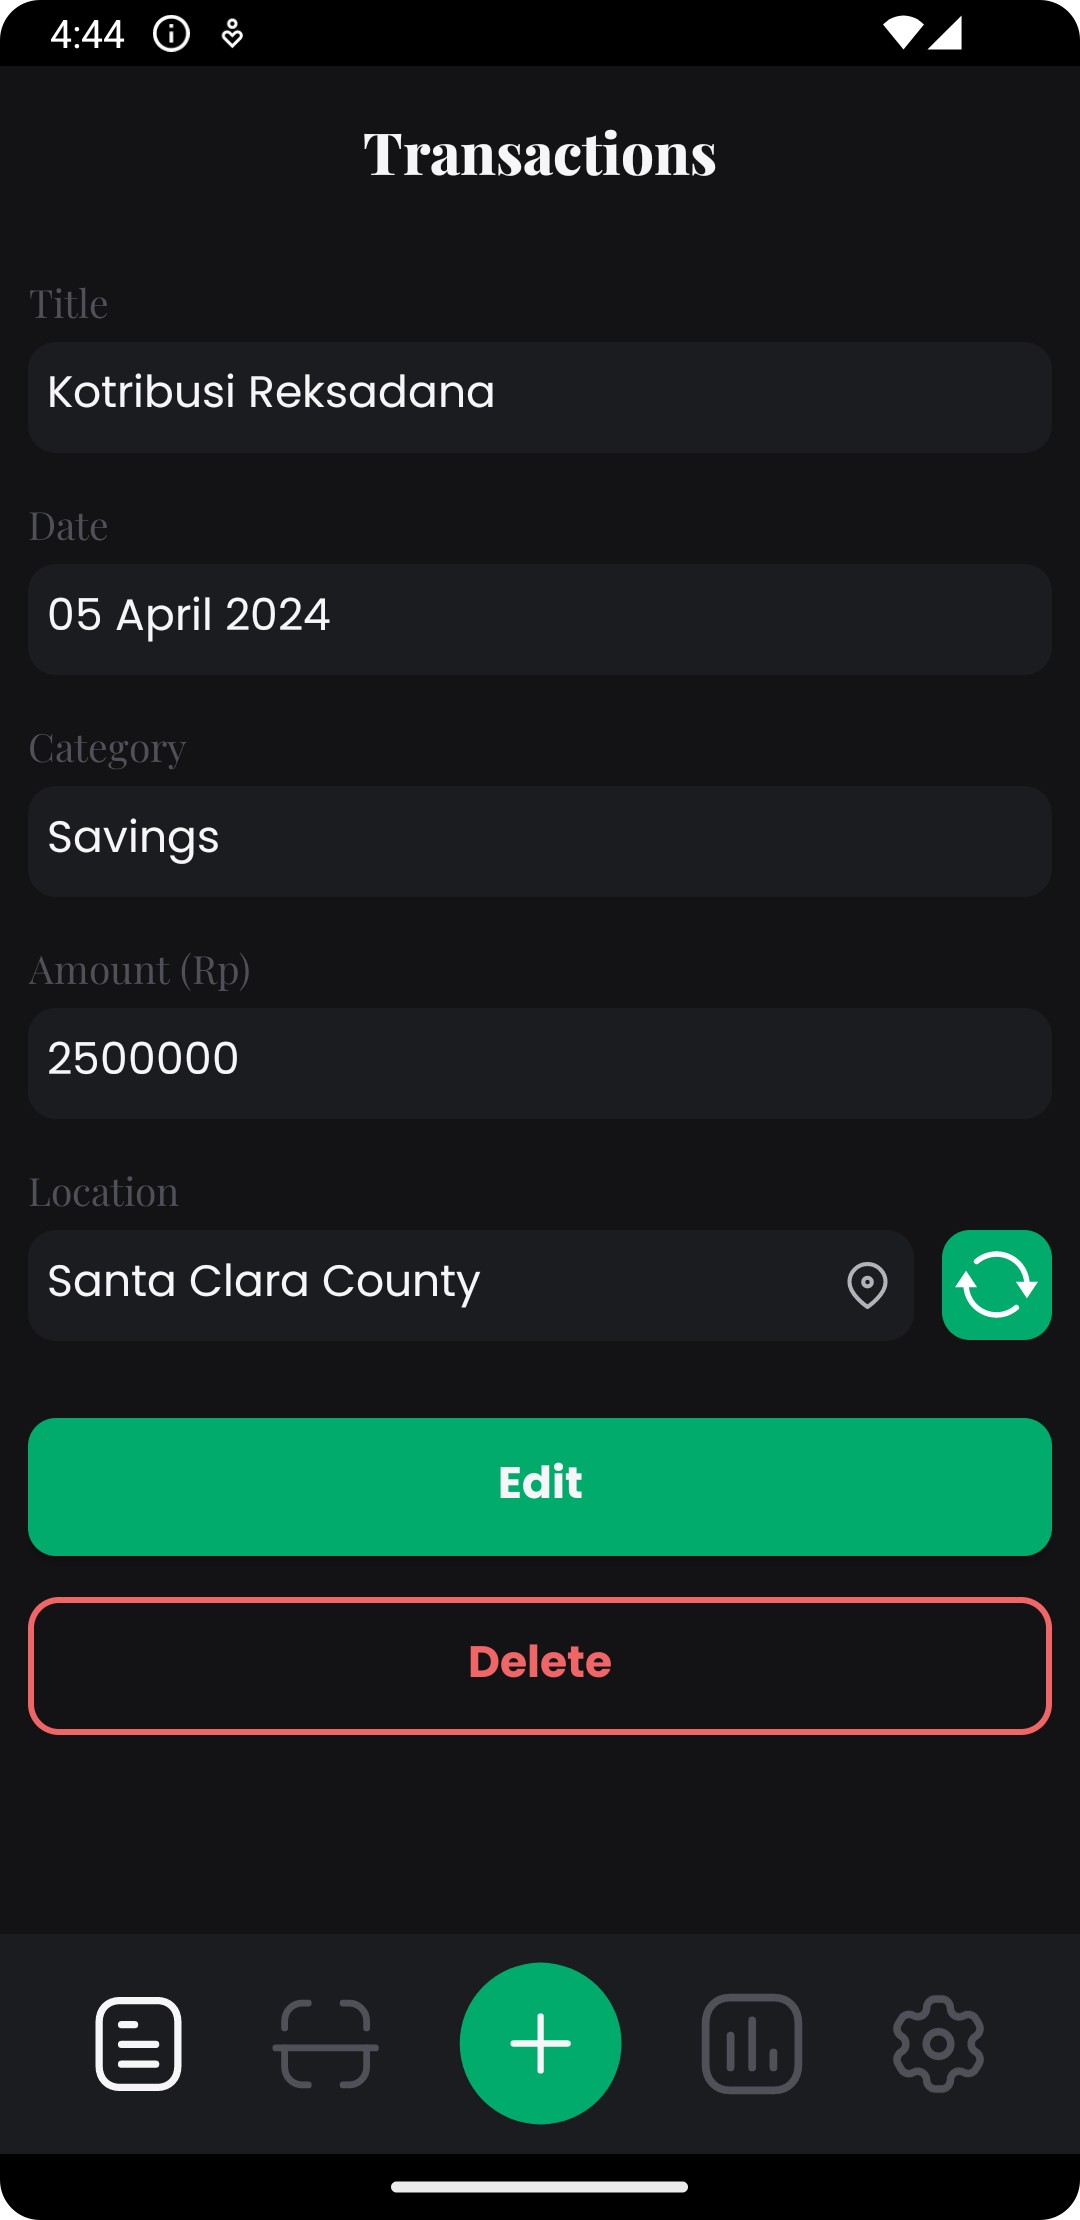 4:44
Transactions
Title
Kotribusi Reksadana
Date
05 April 2024
Category
Savings
Amount (Rp)
2500000
Location
Santa Clara County
Edit
Delete